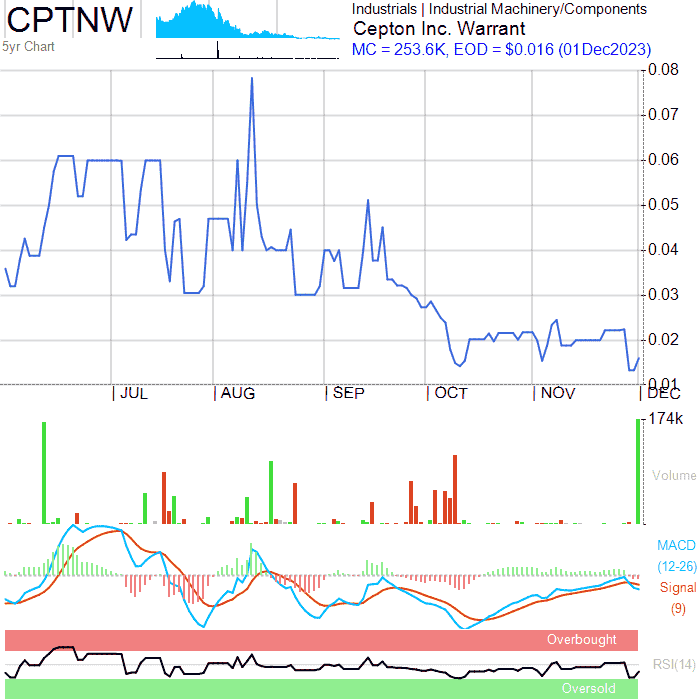 CPTNW
5yr Chart
Industrials | Industrial Machinery/Components
Cepton Inc. Warrant
MC = 253.6K, EOD = $0.016 (01Dec2023)
0.08
0.07
0.06
0.05
0.04
0.03
0.02
0.01
JUL
AUG
SEP
OCT
NOV
DEC
174k
Volume
MACD
(12-26)
Signal
(9)
Overbought
RSI(14)
Oversold